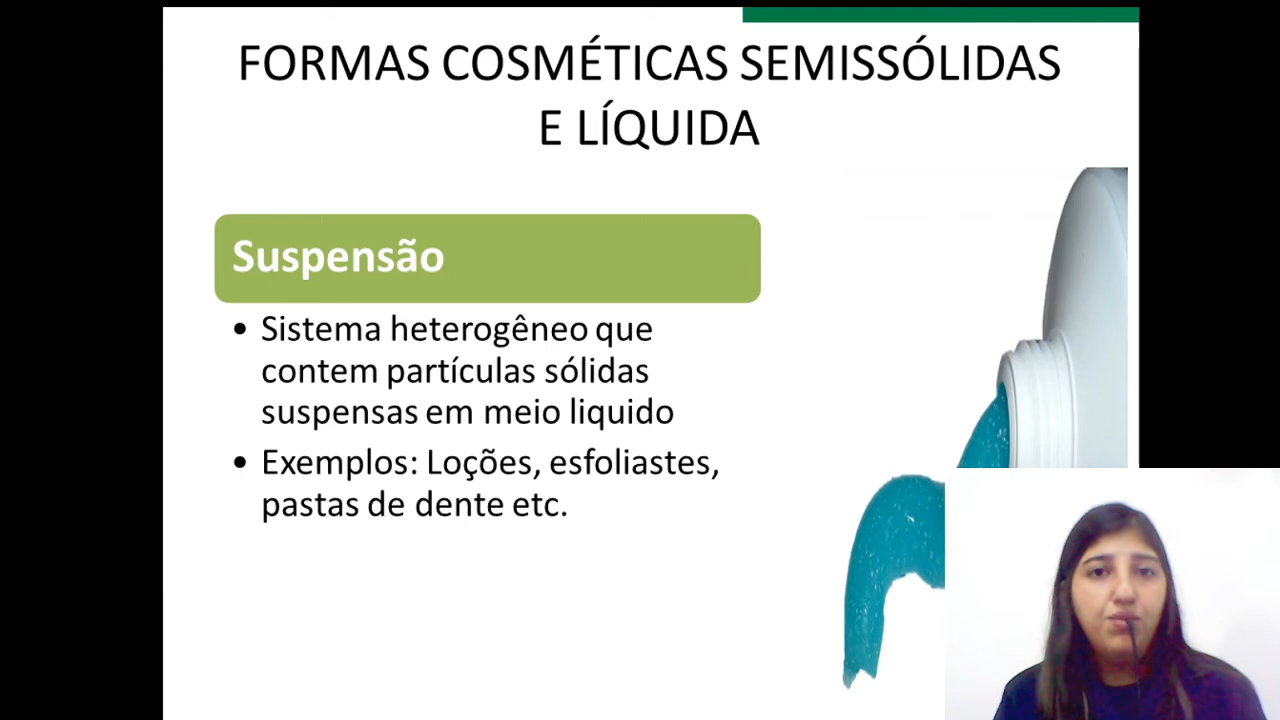 FORMAS COSMÉTICAS SEMISSÓLIDAS
E LÍQUIDA
Suspensão
• Sistema heterogêneo que
contem partículas sólidas
suspensas em meio liquido
• Exemplos: Loções, esfoliastes,
pastas de dente etc.